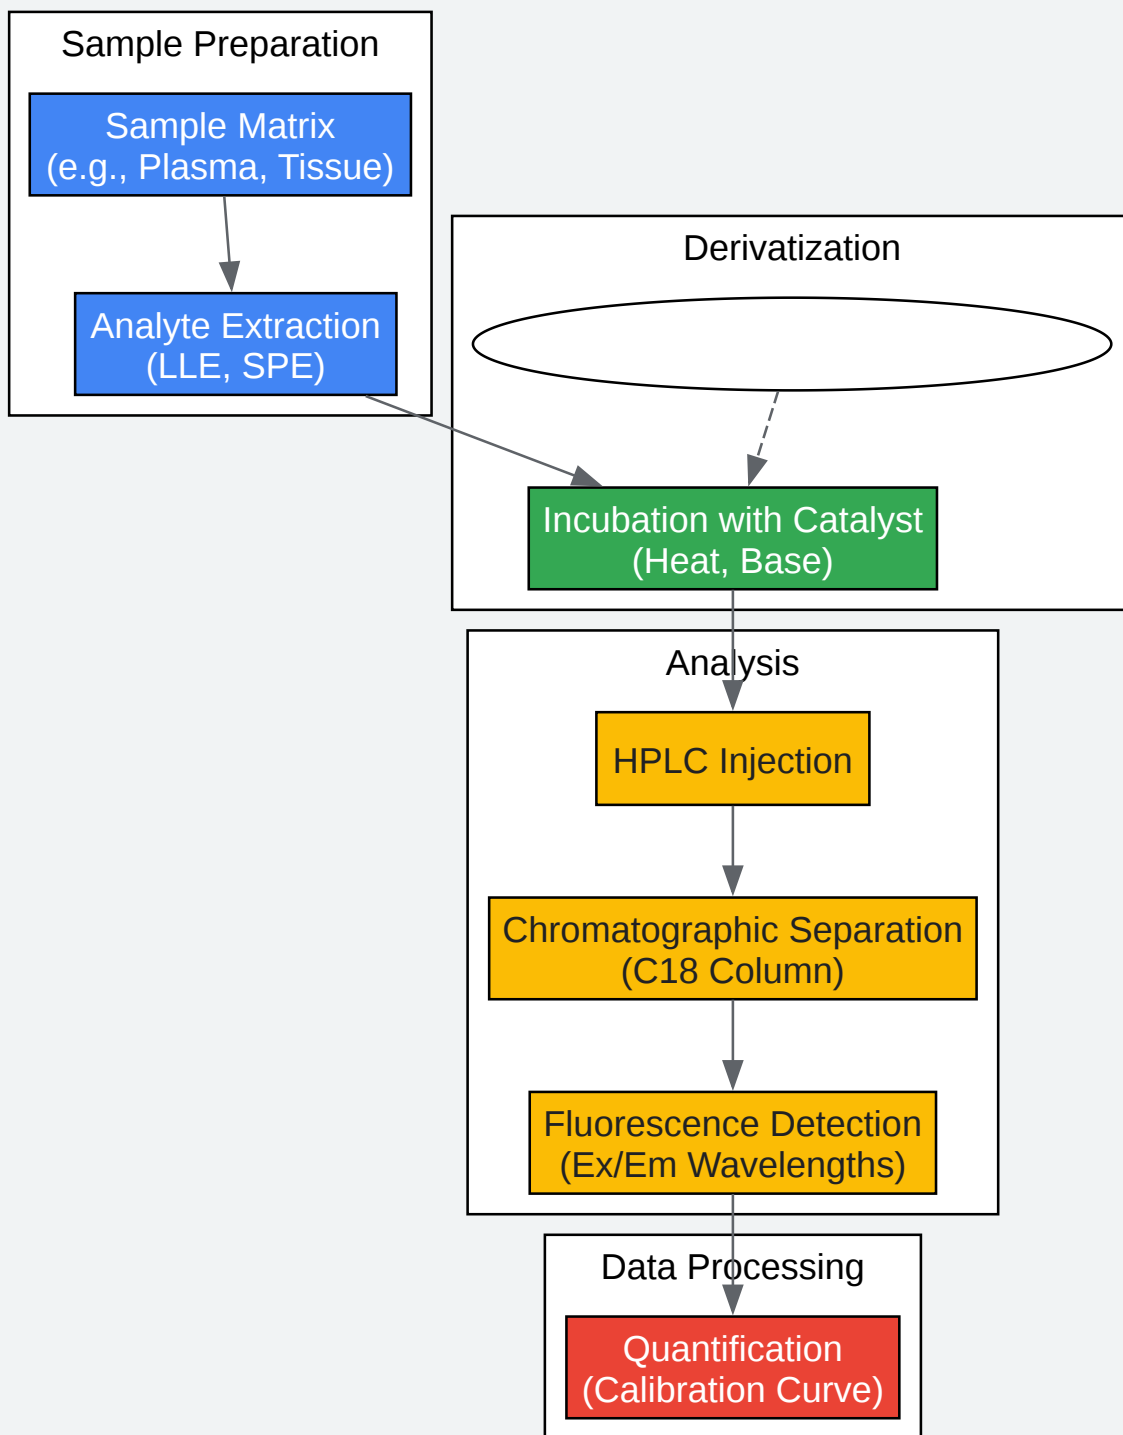 Sample Preparation
Sample Matrix
(e.g., Plasma, Tissue)
Analyte Extraction
(LLE, SPE)
Derivatization
Incubation with Catalyst
(Heat, Base)
Analysis
HPLC Injection
Chromatographic Separation
(C18 Column)
Fluorescence Detection
(Ex/Em Wavelengths)
Data Processing
Quantification
(Calibration Curve)